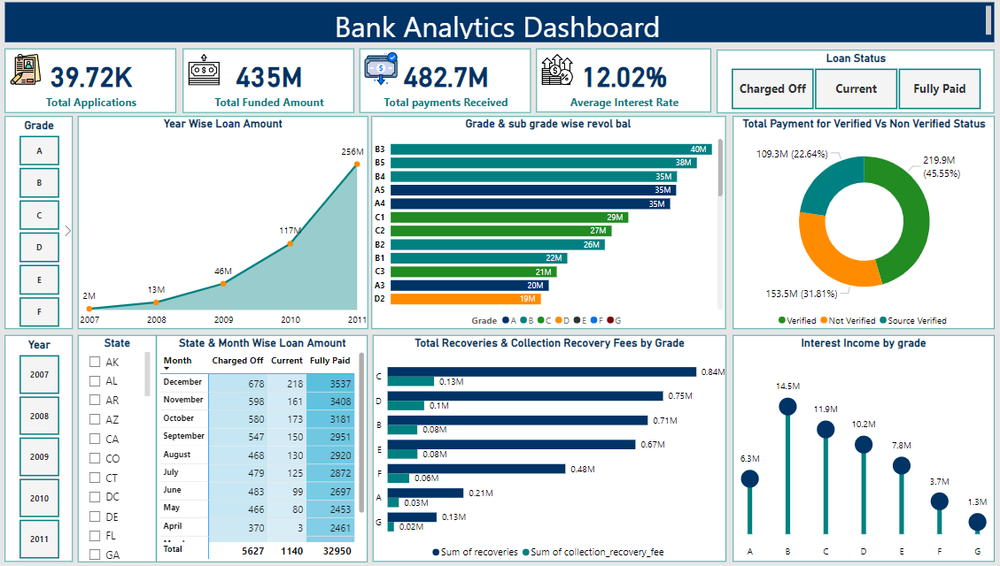 Bank Analytics Dashboard
39.72K
Total Applications
435M
Total Funded Amount
482.7M
Total payments Received
12.02%
Average Interest Rate
Loan Status
Charged Off
Current
Fully Paid
Grade
A
B
C
D
E
F
Year Wise Loan Amount
2M
13M
46M
117M
256M
2007 2008 2009 2010 2011
Grade & sub grade wise revol bal
B3 40M
B5 38M
B4 35M
A5 35M
A4 35M
C1 29M
C2 27M
B2 26M
B1 22M
C3 21M
A3 20M
D2 19M
Grade A B C D E F G
Total Payment for Verified Vs Non Verified Status
109.3M (22.64%)
219.9M
(45.55%)
153.5M (31.81%)
Verified Not Verified Source Verified
Year
2007
2008
2009
2010
2011
State
AK
AL
AR
AZ
CA
CO
CT
DC
DE
FL
GA
State & Month Wise Loan Amount
Month Charged Off Current Fully Paid
December 678 218 3537
November 598 161 3408
October 580 173 3181
September 547 150 2951
August 468 130 2920
July 479 125 2872
June 483 99 2697
May 466 80 2453
April 370 3 2461
Total 5627 1140 32950
Total Recoveries & Collection Recovery Fees by Grade
C 0.84M
0.13M
D 0.75M
0.1M
B 0.71M
0.08M
E 0.67M
0.08M
F 0.48M
0.06M
A 0.21M
0.03M
G 0.13M
0.02M
Sum of recoveries Sum of collection_recovery_fee
Interest Income by grade
6.3M
14.5M
11.9M
10.2M
7.8M
3.7M
1.3M
A B C D E F G